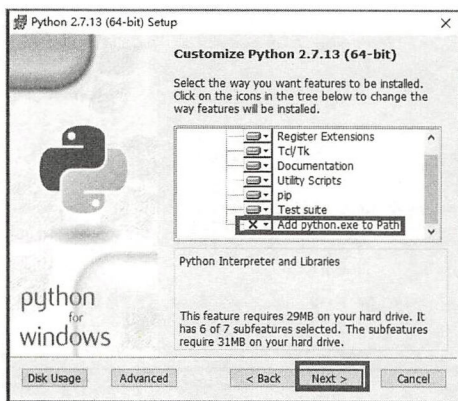 Python 2.7.13 (64-bit) Setup
Customize Python 2.7.13 (64-bit)
Select the way you want features to be installed.
Click on the icons in the tree below to change the
way features will be installed.
Register Extensions
Tcl/Tk
Documentation
Utility Scripts
pip
Test suite
Add python.exe to Path
Python Interpreter and Libraries
This feature requires 29MB on your hard drive. It
has 6 of 7 subfeatures selected. The subfeatures
require 31MB on your hard drive.
python
for
windows
Disk Usage
Advanced
< Back
Next >
Cancel